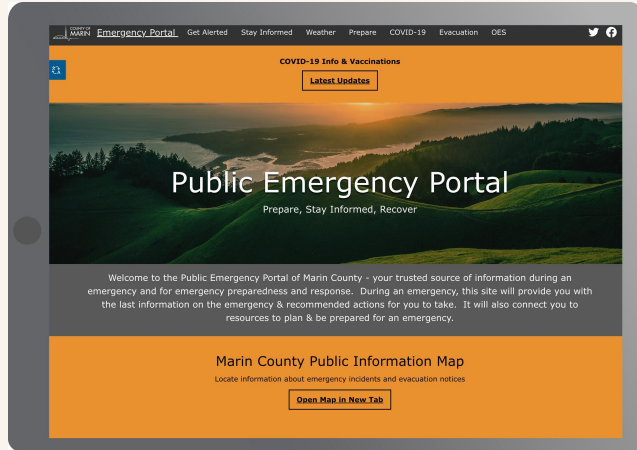 COUNTY OF
MARIN Emergency Portal Get Alerted Stay Informed Weather Prepare COVID-19 Evacuation OES
COVID-19 Info & Vaccinations
Latest Updates
Public Emergency Portal
Prepare, Stay Informed, Recover
Welcome to the Public Emergency Portal of Marin County - your trusted source of information during an
emergency and for emergency preparedness and response. During an emergency, this site will provide you with
the last information on the emergency & recommended actions for you to take. It will also connect you to
resources to plan & be prepared for an emergency.
Marin County Public Information Map
Locate information about emergency incidents and evacuation notices
Open Map in New Tab